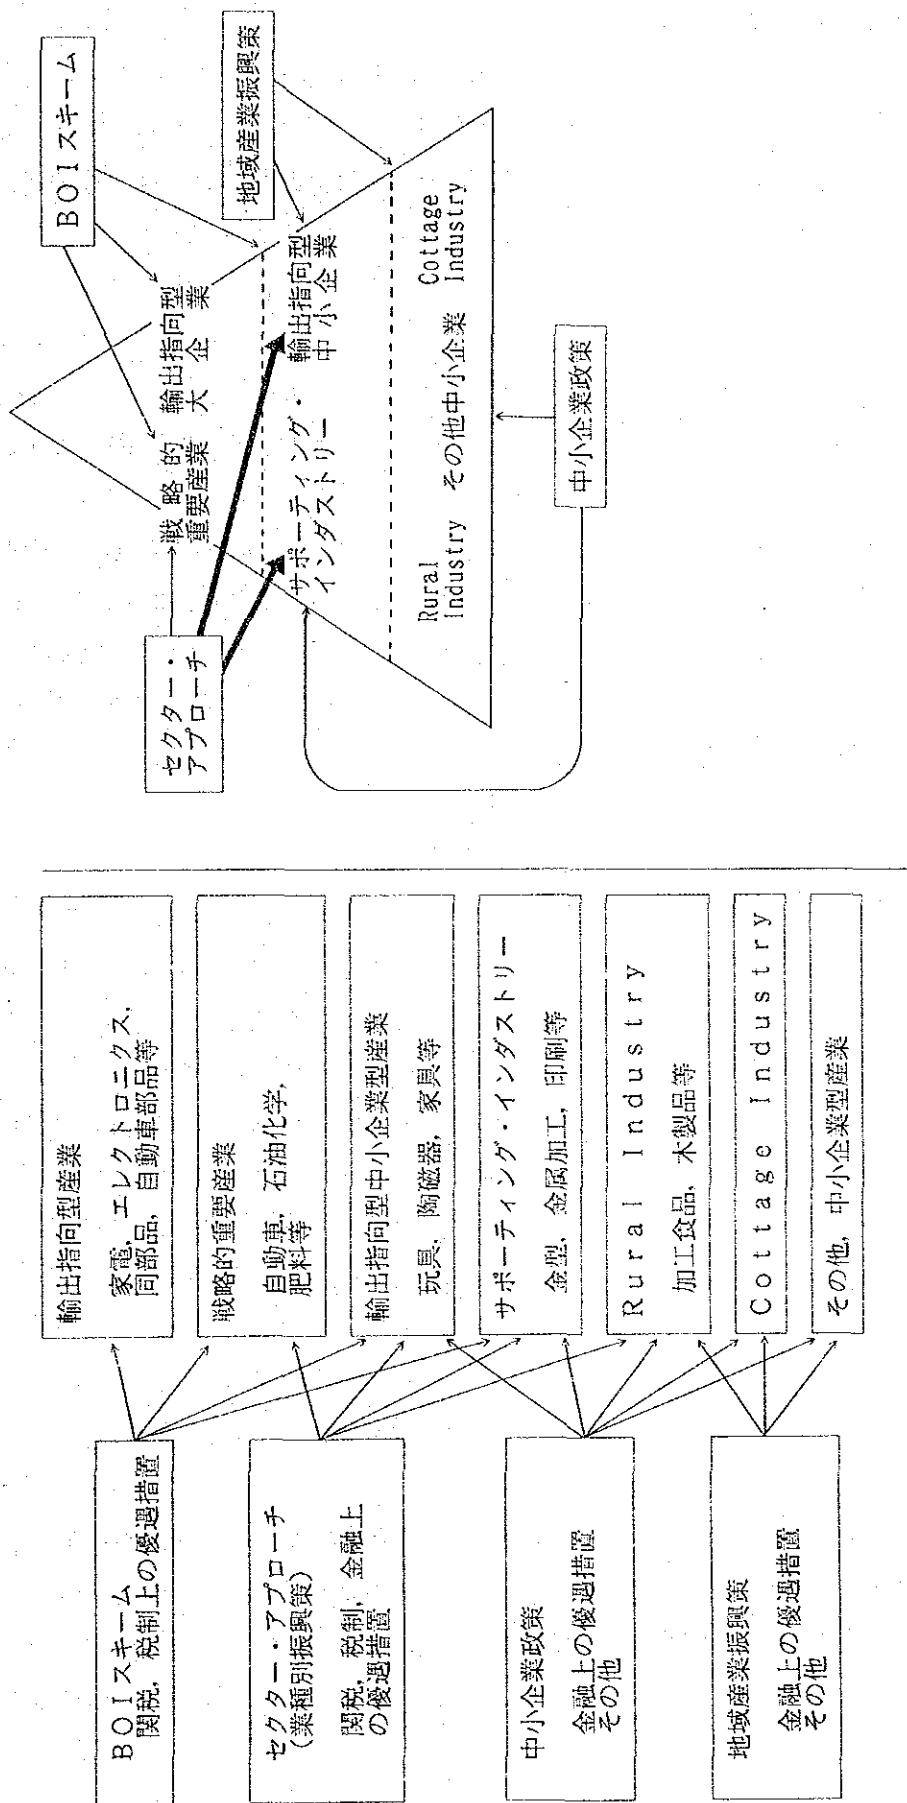 BOIスキーム
関税，税制上の優遇措置
セクター・アプローチ
(業種別振興策)
関税，税制，金融上
の優遇措置
中小企業政策
金融上の優遇措置
その他
地域産業振興策
金融上の優遇措置
その他
輸出指向型産業
家電，エレクトロニクス，
同部品，自動車部品等
戦略的重要産業
自動車，石油化学，
肥料等
輸出指向型中小企業型産業
玩具，陶磁器，家具等
サポーティング・インダストリー
金型，金属加工，印刷等
Rural Industry
加工食品，木製品等
Cottage Industry
その他，中小企業型産業
セクター・
アプローチ
BOIスキーム
地域産業振興策
戦略的
重要産業
輸出指向型
大企業
サポーティング・
インダストリー
輸出指向型
中小企業
Rural
Industry
その他中小企業
Cottage
Industry
中小企業政策